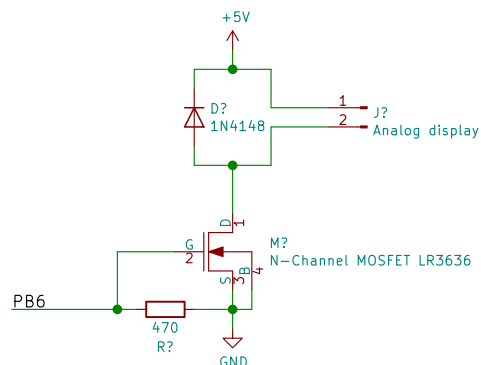 +5V
1
D?
1N4148
J?
2
Analog display
D
1
G
2
M?
N-Channel MOSFET LR3636
B
4
S
3
PB6
470
R?
GND